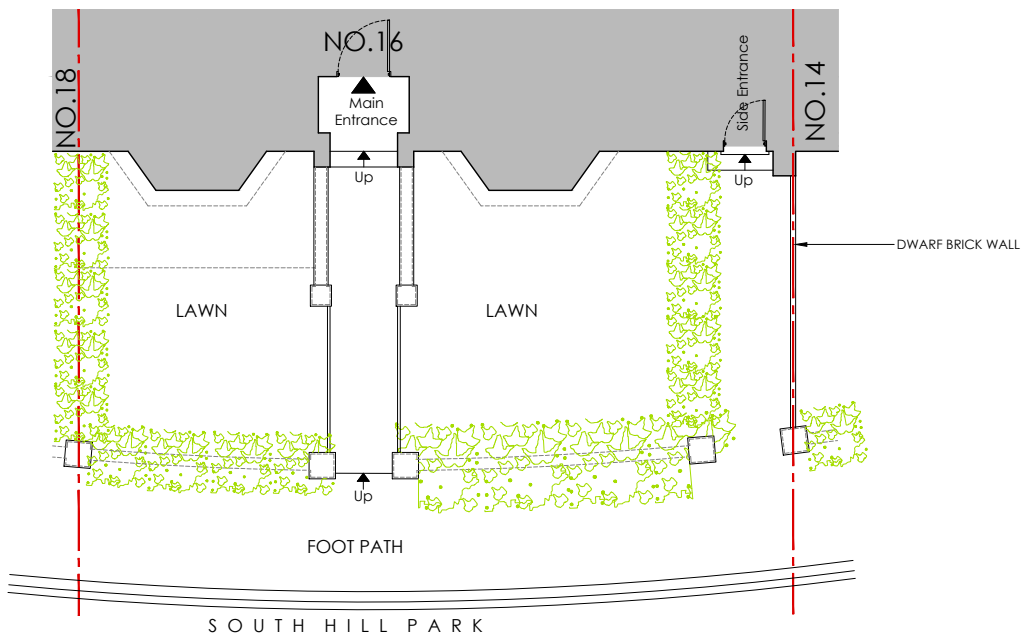 NO.16
NO.18
Main
Entrance
Side Entrance
NO.14
Up
Up
DWARF BRICK WALL
LAWN
LAWN
Up
FOOT PATH
SOUTH HILL PARK